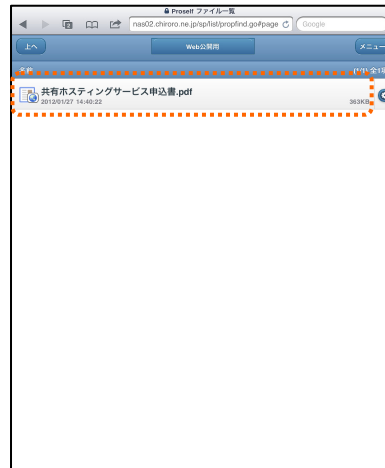 Proself ファイル一覧
nas02.chiroro.ne.jp/sp/list/propfind.go#page
Google
上へ
Web公開用
メニュー
名前
共有ホスティングサービス申込書.pdf
2012/01/27 14:40:22
363KB